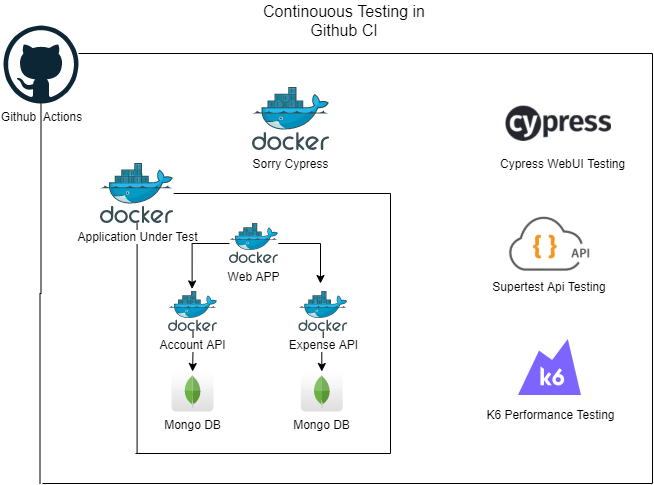 Continouous Testing in
Github CI
Github Actions
docker
Sorry Cypress
cypress
Cypress WebUI Testing
docker
Application Under Test
docker
Web APP
{ } API
Supertest Api Testing
docker
Account API
docker
Expense API
k6
K6 Performance Testing
Mongo DB
Mongo DB